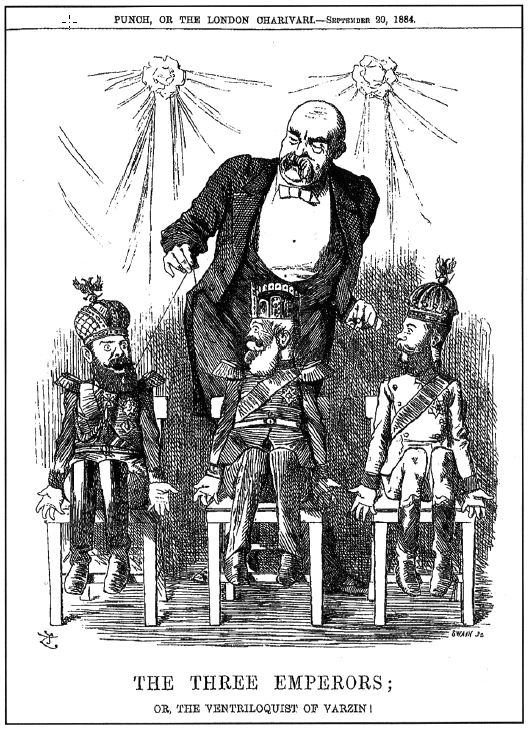 PUNCH, OR THE LONDON CHARIVARI.—SEPTEMBER 20, 1884.
SWAIN SC
THE THREE EMPERORS;
OR, THE VENTRILOQUIST OF VARZIN!